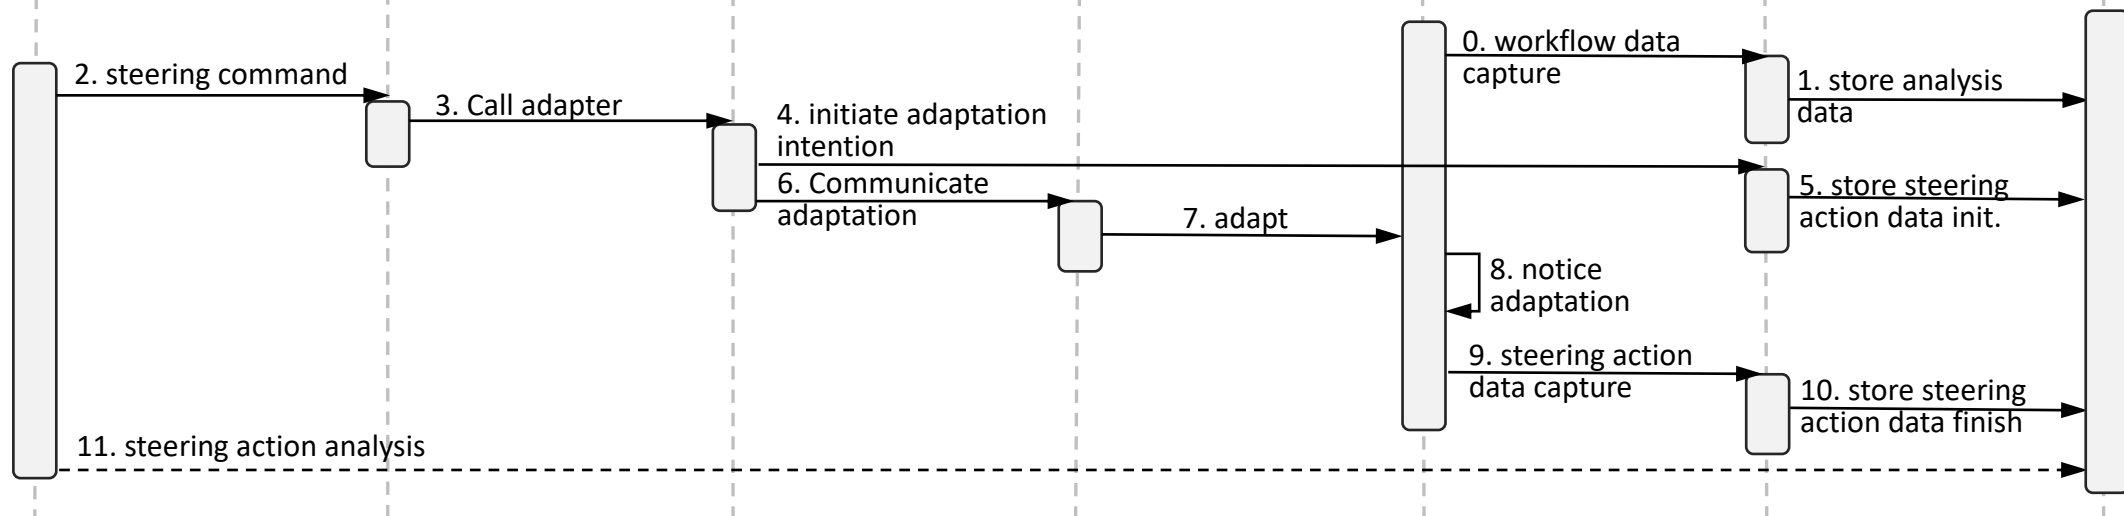 0. workflow data
capture
1. store analysis
data
2. steering command
3. Call adapter
4. initiate adaptation
intention
5. store steering
action data init.
6. Communicate
adaptation
7. adapt
8. notice
adaptation
9. steering action
data capture
10. store steering
action data finish
11. steering action analysis